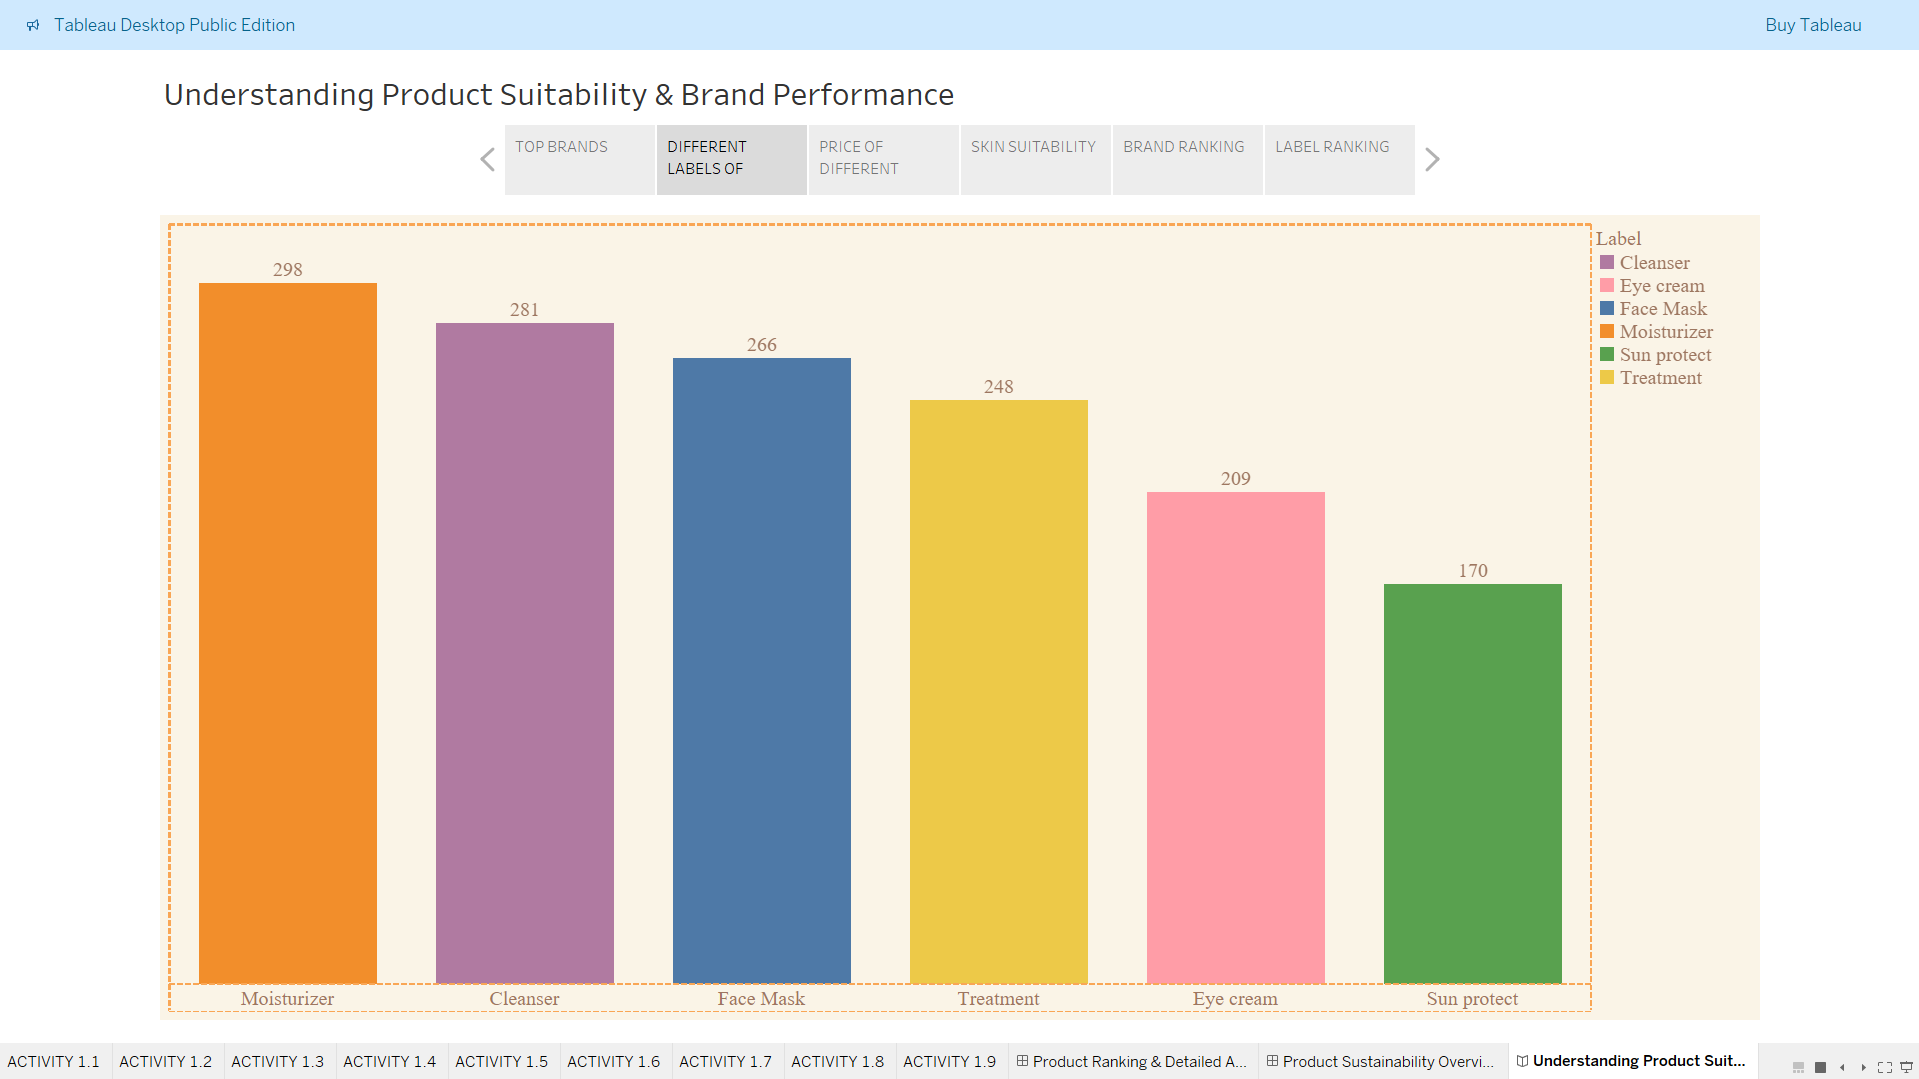 Tableau Desktop Public Edition
Buy Tableau
Understanding Product Suitability & Brand Performance
TOP BRANDS
DIFFERENT
LABELS OF
PRICE OF
DIFFERENT
SKIN SUITABILITY
BRAND RANKING
LABEL RANKING
Label
Cleanser
Eye cream
Face Mask
Moisturizer
Sun protect
Treatment
298
281
266
248
209
170
Moisturizer
Cleanser
Face Mask
Treatment
Eye cream
Sun protect
ACTIVITY 1.1
ACTIVITY 1.2
ACTIVITY 1.3
ACTIVITY 1.4
ACTIVITY 1.5
ACTIVITY 1.6
ACTIVITY 1.7
ACTIVITY 1.8
ACTIVITY 1.9
Product Ranking & Detailed A...
Product Sustainability Overvi...
Understanding Product Suit...